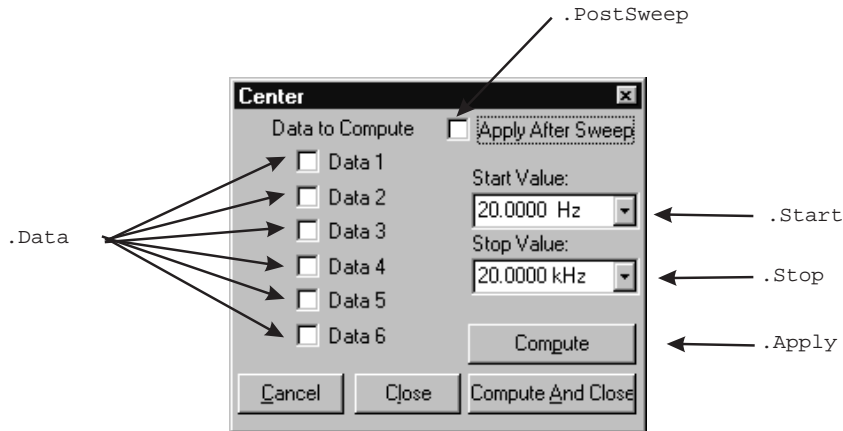 .PostSweep
Center
Data to Compute
Apply After Sweep
Data 1
Data 2
Data 3
Data 4
Data 5
Data 6
.Data
Start Value:
20.0000 Hz
.Start
Stop Value:
20.0000 kHz
.Stop
Compute
.Apply
Cancel
Close
Compute And Close